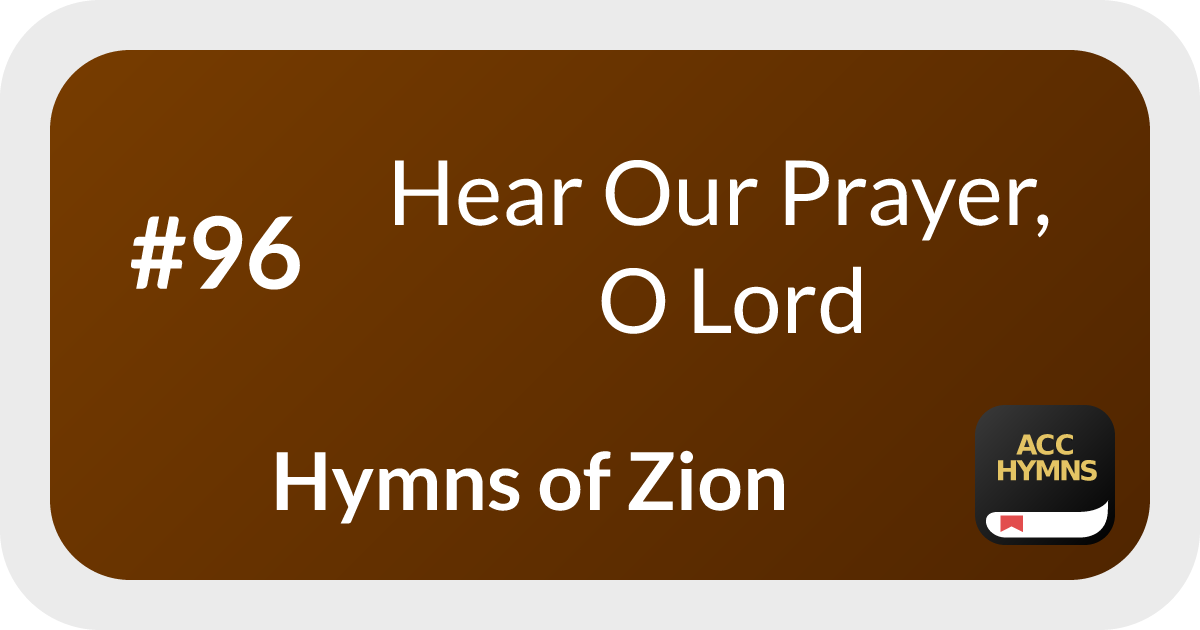 #96
Hear Our Prayer,
O Lord
Hymns of Zion
ACC
HYMNS